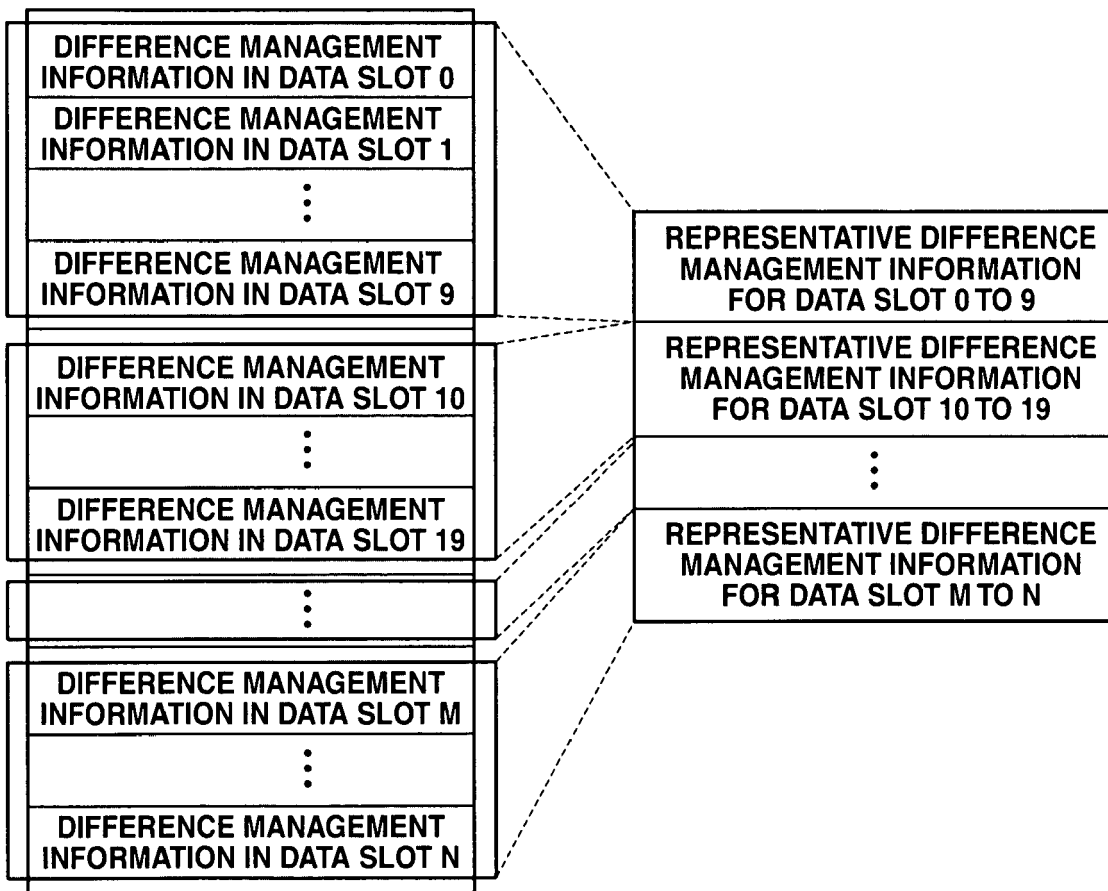 DIFFERENCE MANAGEMENT
INFORMATION IN DATA SLOT 0
DIFFERENCE MANAGEMENT
INFORMATION IN DATA SLOT 1
⋮
DIFFERENCE MANAGEMENT
INFORMATION IN DATA SLOT 9
DIFFERENCE MANAGEMENT
INFORMATION IN DATA SLOT 10
⋮
DIFFERENCE MANAGEMENT
INFORMATION IN DATA SLOT 19
⋮
DIFFERENCE MANAGEMENT
INFORMATION IN DATA SLOT M
⋮
DIFFERENCE MANAGEMENT
INFORMATION IN DATA SLOT N
REPRESENTATIVE DIFFERENCE
MANAGEMENT INFORMATION
FOR DATA SLOT 0 TO 9
REPRESENTATIVE DIFFERENCE
MANAGEMENT INFORMATION
FOR DATA SLOT 10 TO 19
⋮
REPRESENTATIVE DIFFERENCE
MANAGEMENT INFORMATION
FOR DATA SLOT M TO N